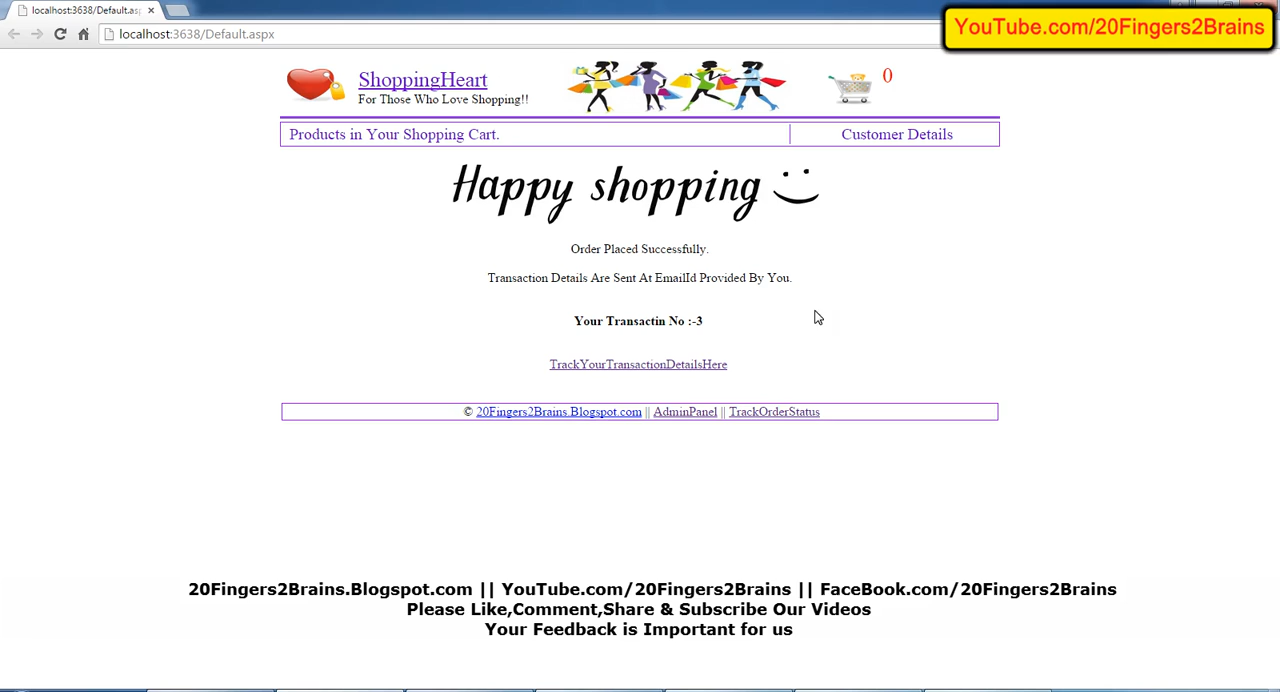 localhost:3638/Default.asp
localhost:3638/Default.aspx
YouTube.com/20Fingers2Brains
ShoppingHeart
For Those Who Love Shopping!!
0
Products in Your Shopping Cart.
Customer Details
Happy shopping
Order Placed Successfully.
Transaction Details Are Sent At EmailId Provided By You.
Your Transactin No :-3
TrackYourTransactionDetailsHere
© 20Fingers2Brains.Blogspot.com || AdminPanel || TrackOrderStatus
20Fingers2Brains.Blogspot.com || YouTube.com/20Fingers2Brains || FaceBook.com/20Fingers2Brains
Please Like,Comment,Share & Subscribe Our Videos
Your Feedback is Important for us